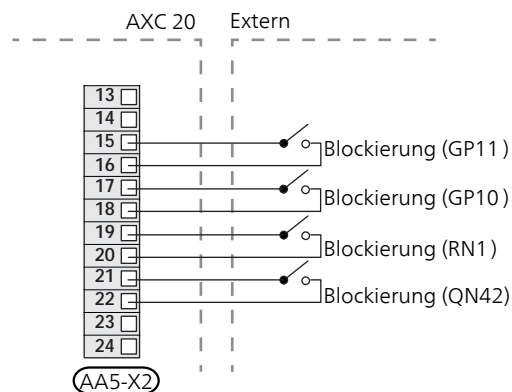 AXC 20 Extern
13
14
15
16
Blockierung (GP11)
17
18
Blockierung (GP10)
19
20
Blockierung (RN1)
21
22
Blockierung (QN42)
23
24
AA5-X2